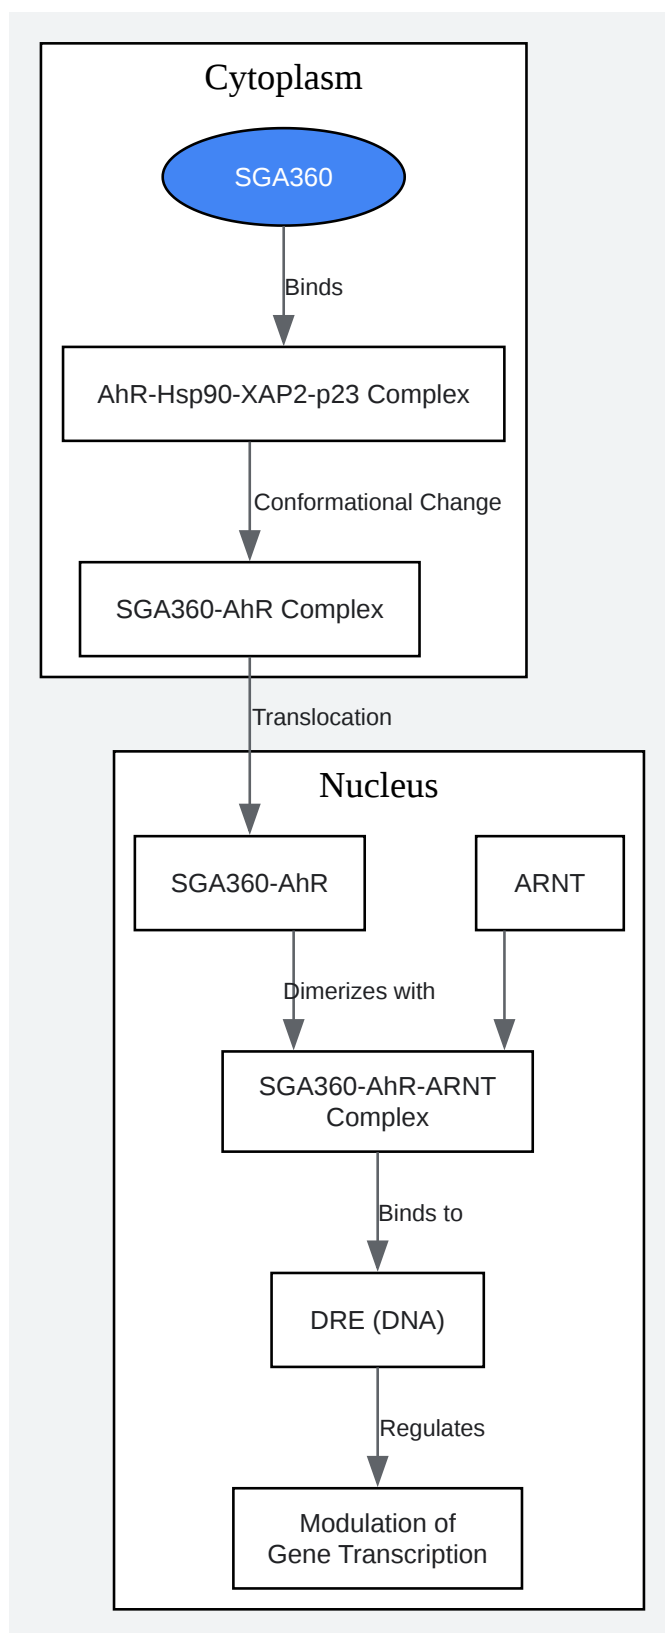 Cytoplasm
SGA360
Binds
AhR-Hsp90-XAP2-p23 Complex
Conformational Change
SGA360-AhR Complex
Translocation
Nucleus
SGA360-AhR
ARNT
Dimerizes with
SGA360-AhR-ARNT
Complex
Binds to
DRE (DNA)
Regulates
Modulation of
Gene Transcription